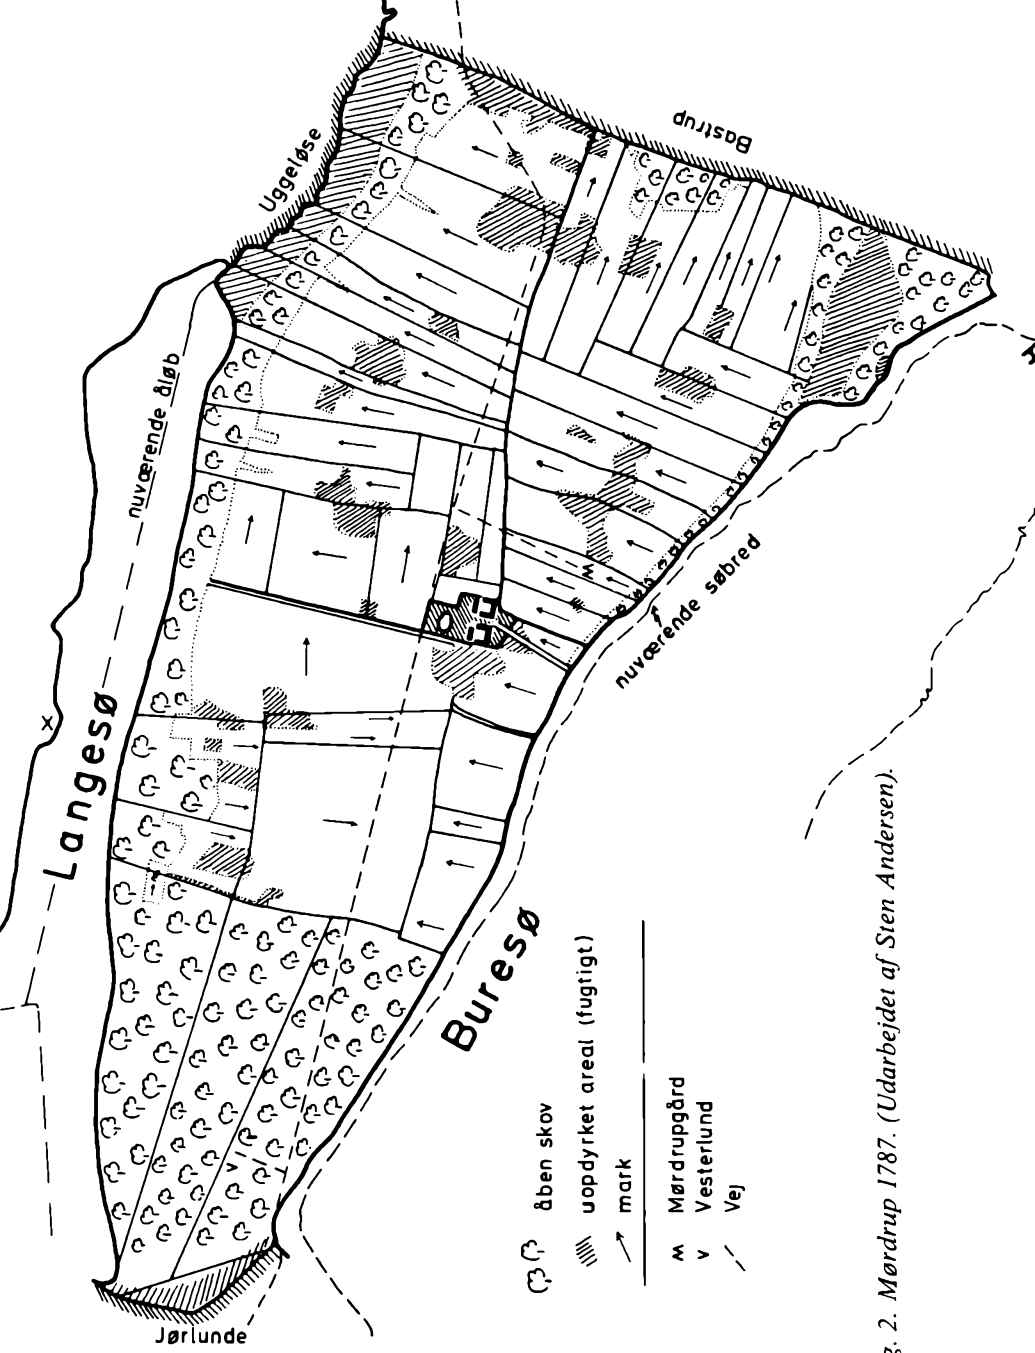 Bastrup
Uggeløse
nuværende åløb
Langesø
x
nuværende søbred
Buresø
M
v
Jørlunde
åben skov
uopdyrket areal (fugtigt)
mark
M Mørdrupgård
v Vesterlund
Vej
g. 2. Mørdrup 1787. (Udarbejdet af Sten Andersen).